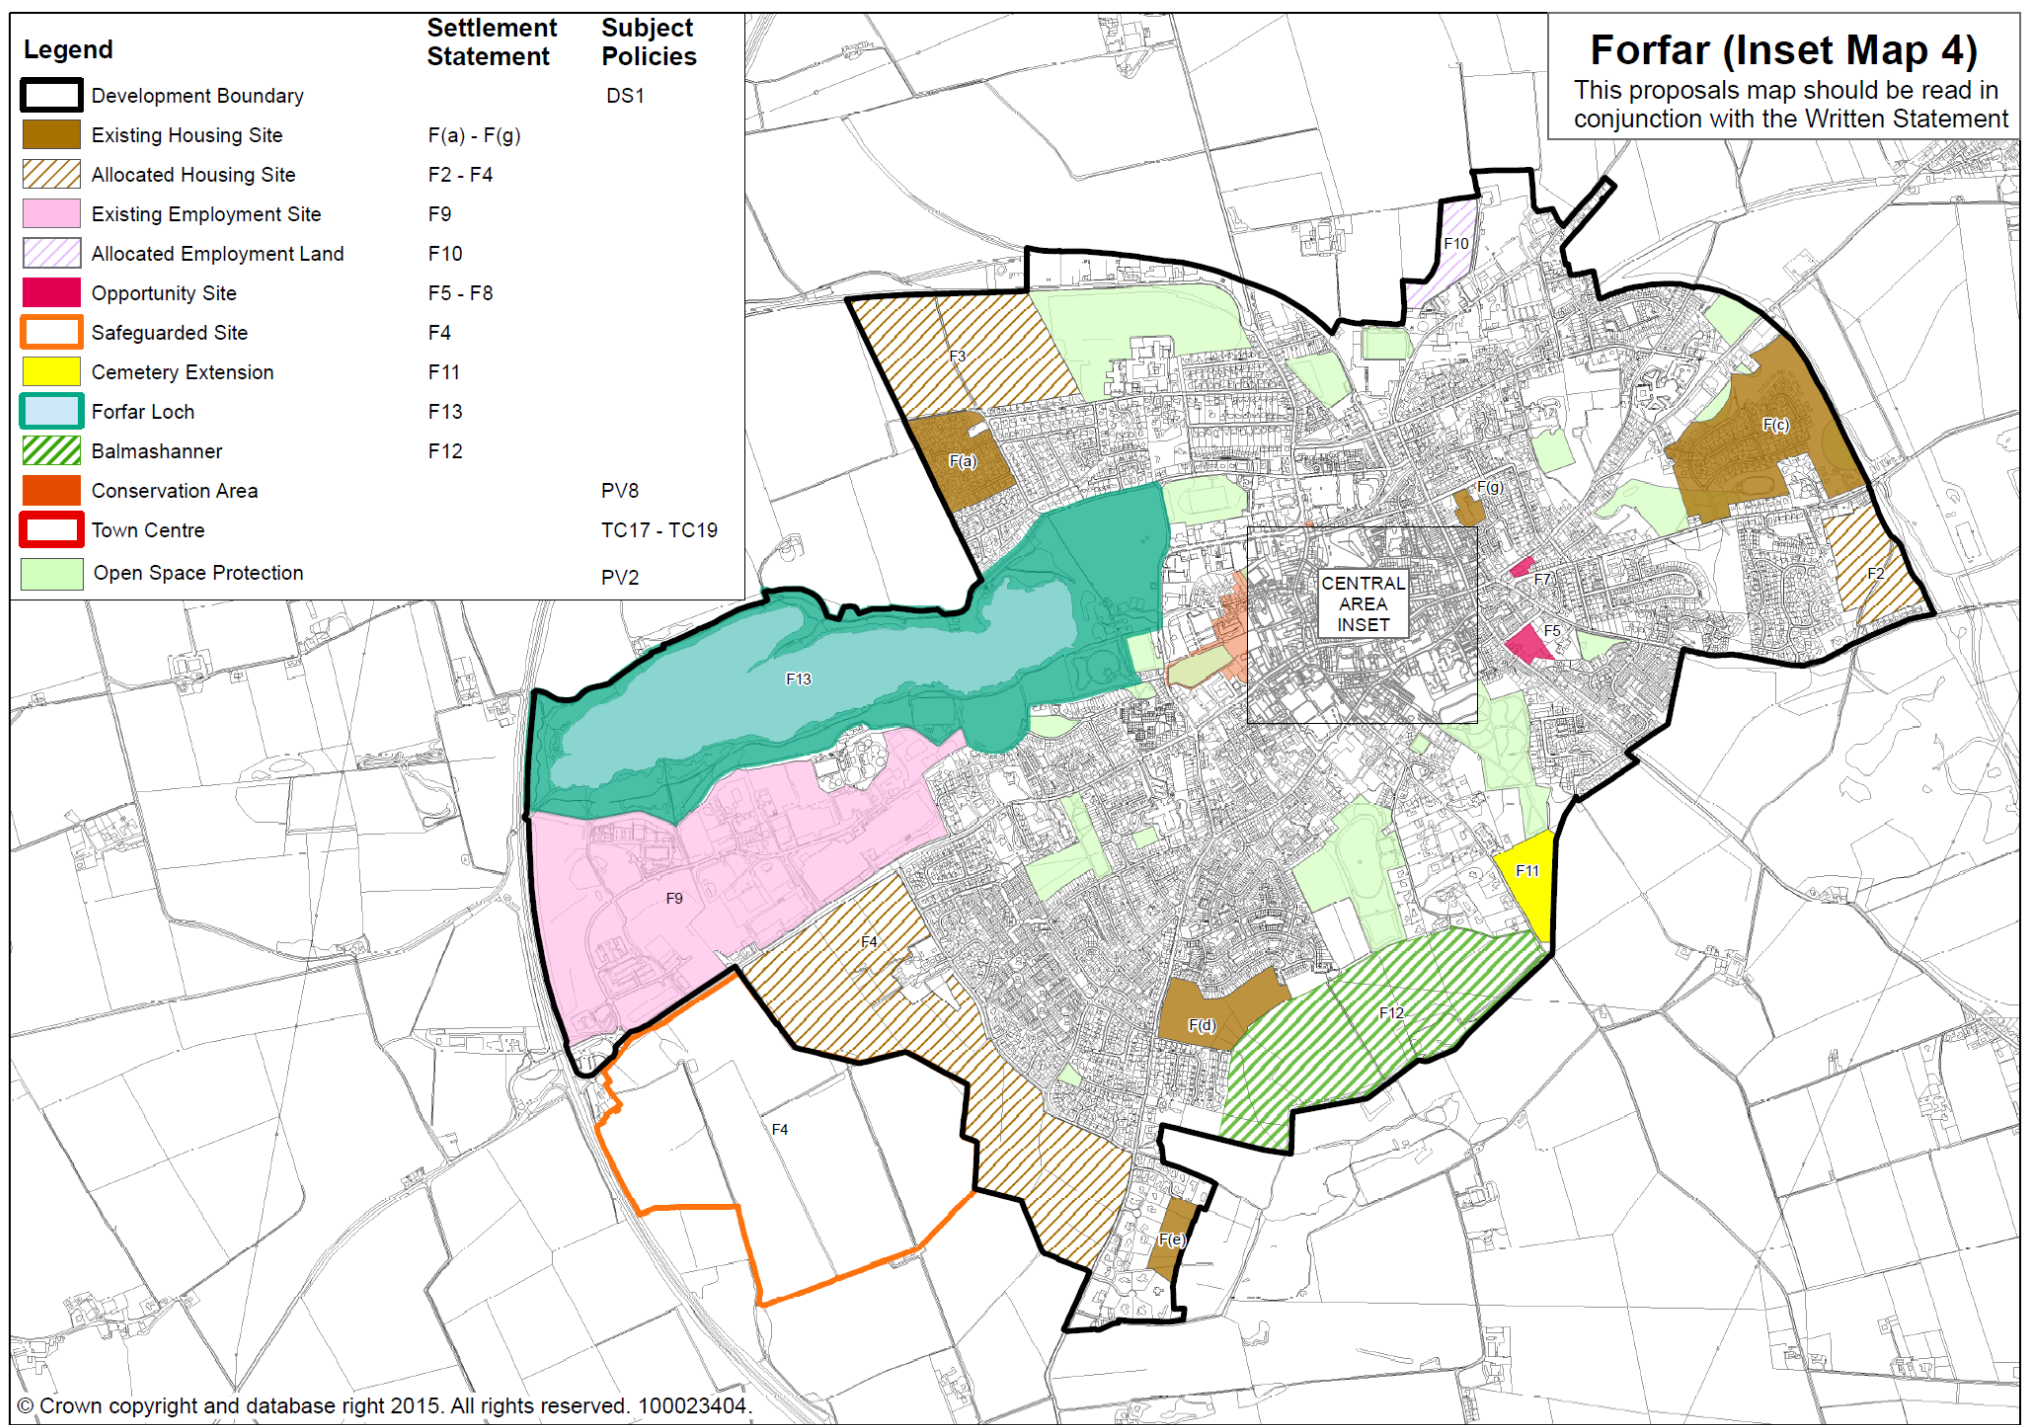 Legend
Settlement Statement
Subject Policies
Development Boundary DS1
Existing Housing Site F(a) - F(g)
Allocated Housing Site F2 - F4
Existing Employment Site F9
Allocated Employment Land F10
Opportunity Site F5 - F8
Safeguarded Site F4
Cemetery Extension F11
Forfar Loch F13
Balmashanner F12
Conservation Area PV8
Town Centre TC17 - TC19
Open Space Protection PV2
Forfar (Inset Map 4)
This proposals map should be read in
conjunction with the Written Statement
F10
F3
F(c)
F(a)
F(g)
F7
F2
CENTRAL
AREA
INSET
F5
F13
F11
F9
F4
F12
F(d)
F4
F(e)
© Crown copyright and database right 2015. All rights reserved. 100023404.